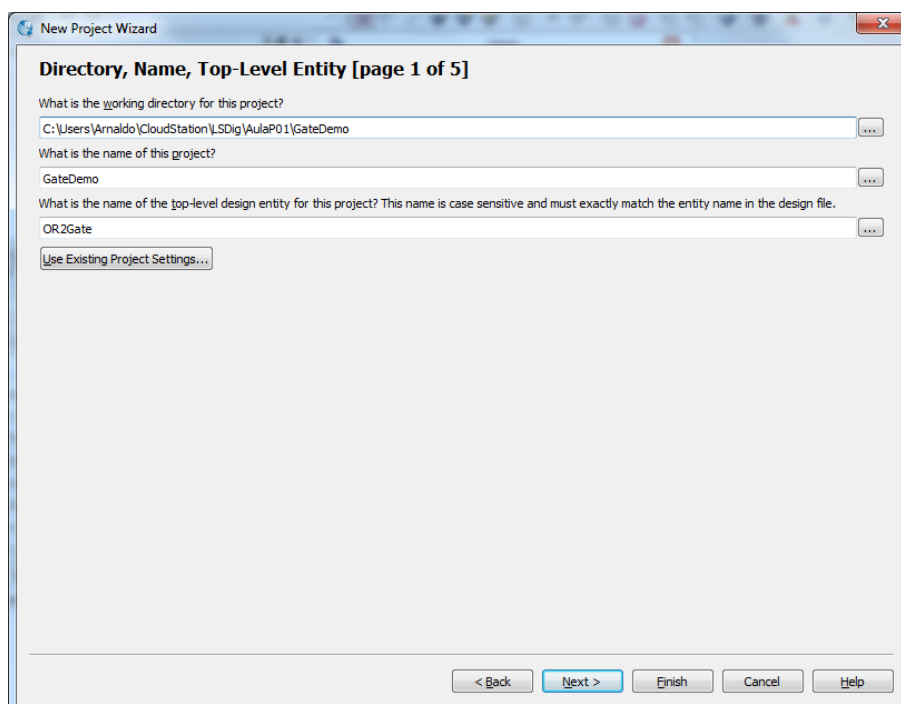 New Project Wizard
Directory, Name, Top-Level Entity [page 1 of 5]
What is the working directory for this project?
C:\Users\Arnaldo\CloudStation\LSDig\AulaP01\GateDemo
...
What is the name of this project?
GateDemo
...
What is the name of the top-level design entity for this project? This name is case sensitive and must exactly match the entity name in the design file.
OR2Gate
...
Use Existing Project Settings...
< Back Next > Finish Cancel Help